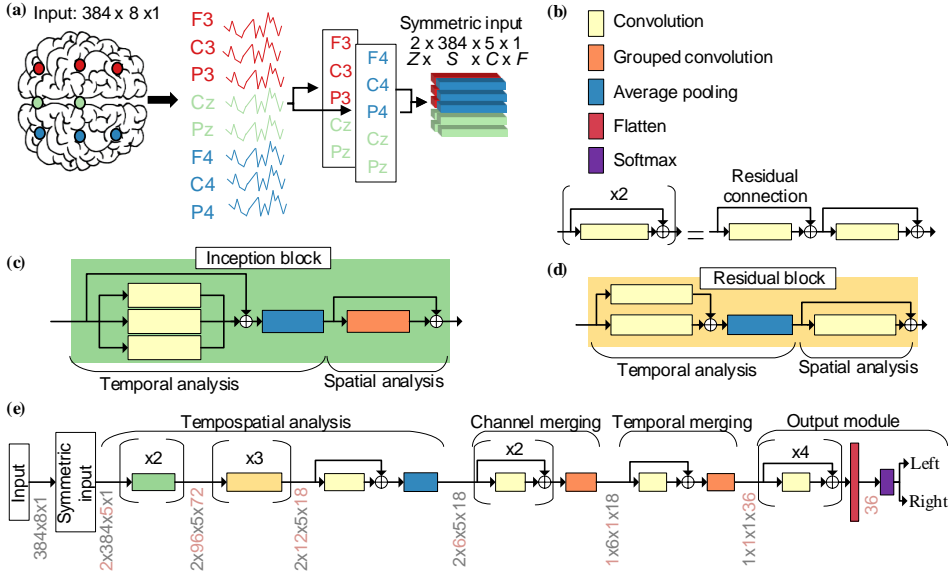 (a)
Input: 384 x 8 x1
F3
C3
P3
Cz
Pz
F4
C4
P4
F3
C3
P3
Cz
Pz
F4
C4
P4
Cz
Pz
Symmetric input
2 x 384 x 5 x 1
Z x S x C x F
(b)
Convolution
Grouped convolution
Average pooling
Flatten
Softmax
x2
=
Residual
connection
(c)
Inception block
Temporal analysis
Spatial analysis
(d)
Residual block
Temporal analysis
Spatial analysis
(e)
Tempospatial analysis
Channel merging
Temporal merging
Output module
Input
Symmetric
input
x2
x3
x2
x4
Left
Right
384x8x1
2x384x5x1
2x96x5x72
2x12x5x18
2x6x5x18
1x6x1x18
1x1x1x36
36